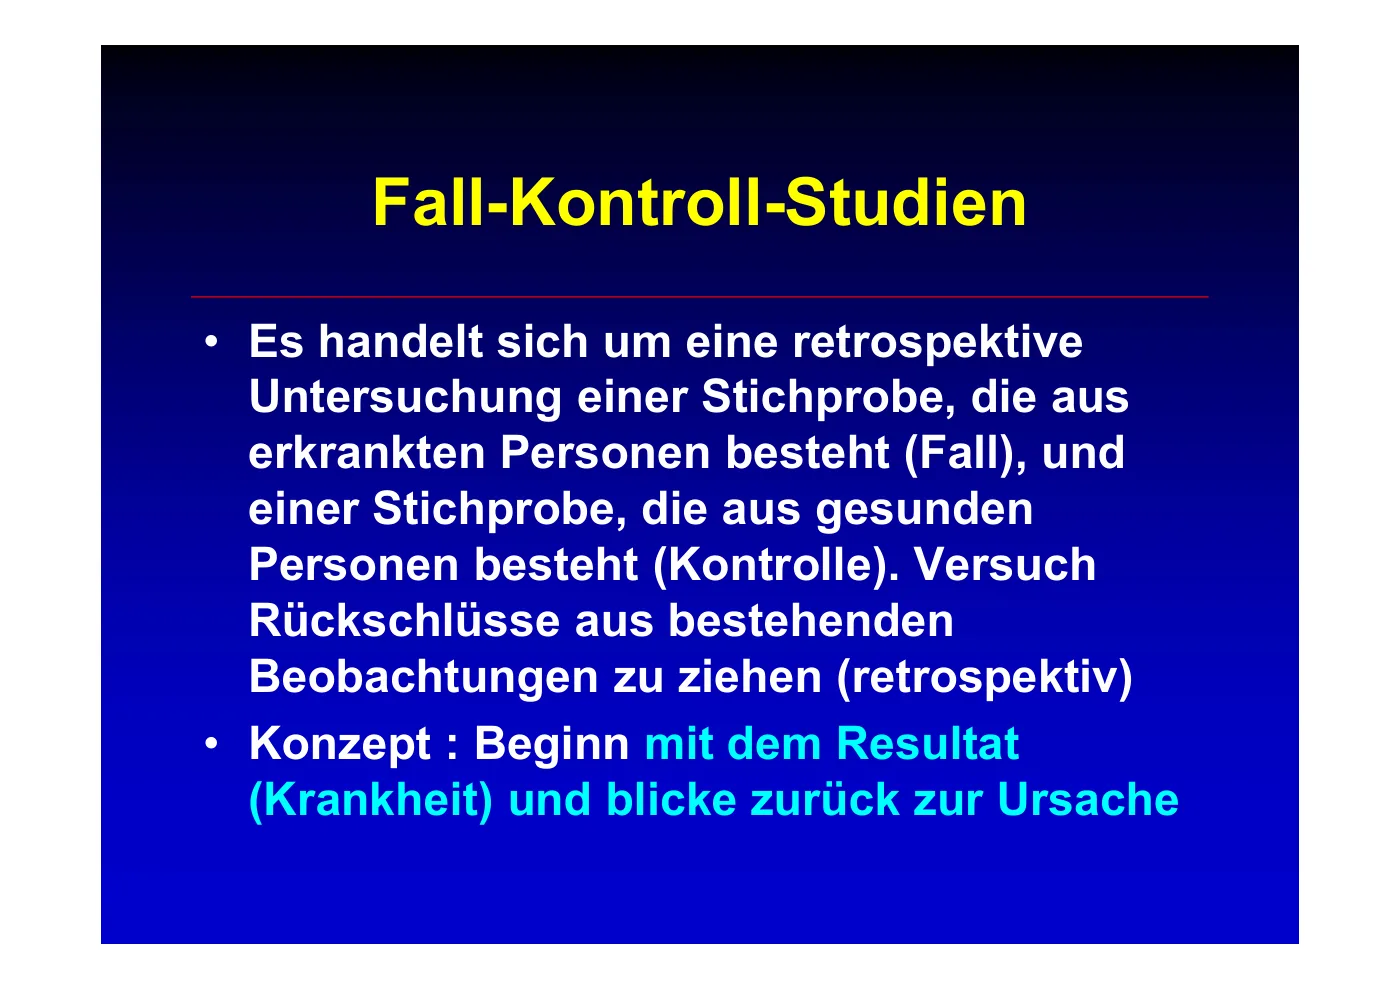 Fall-Kontroll-Studien
• Es handelt sich um eine retrospektive
Untersuchung einer Stichprobe, die aus
erkrankten Personen besteht (Fall), und
einer Stichprobe, die aus gesunden
Personen besteht (Kontrolle). Versuch
Rückschlüsse aus bestehenden
Beobachtungen zu ziehen (retrospektiv)
• Konzept : Beginn mit dem Resultat
(Krankheit) und blicke zurück zur Ursache